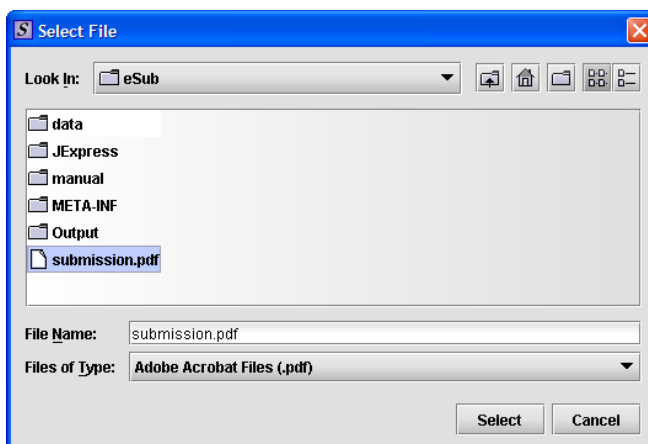 S Select File
Look In: eSub
data
JExpress
manual
META-INF
Output
submission.pdf
File Name: submission.pdf
Files of Type: Adobe Acrobat Files (.pdf)
Select Cancel